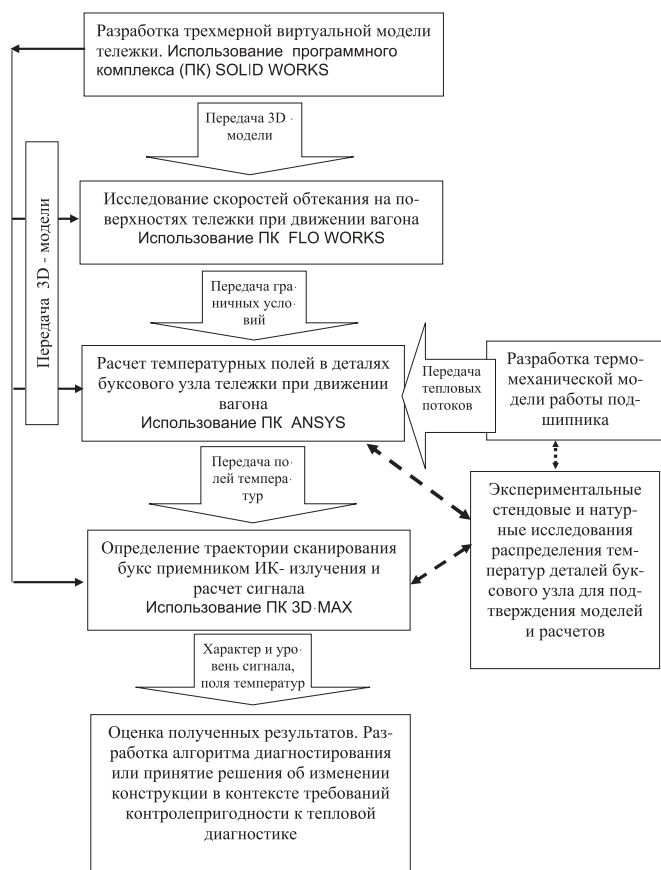 Разработка трехмерной виртуальной модели
тележки. Использование программного
комплекса (ПК) SOLID WORKS
Передача 3D ·
модели
Передача 3D - модели
Исследование скоростей обтекания на по-
верхностях тележки при движении вагона
Использование ПК FLO WORKS
Передача гра·
ничных усло·
вий
Расчет температурных полей в деталях
буксового узла тележки при движении
вагона
Использование ПК ANSYS
Передача
тепловых
потоков
Разработка термо-
механической мо-
дели работы под-
шипника
Передача по·
лей темпера·
тур
Экспериментальные
стендовые и натур-
ные исследования
распределения тем-
ператур деталей бук-
сового узла для под-
тверждения моделей
и расчетов
Определение траектории сканирования
букс приемником ИК- излучения и
расчет сигнала
Использование ПК 3D·MAX
Характер и уро·
вень сигнала,
поля температур
Оценка полученных результатов. Раз-
работка алгоритма диагностирования
или принятие решения об изменении
конструкции в контексте требований
контролепригодности к тепловой
диагностике